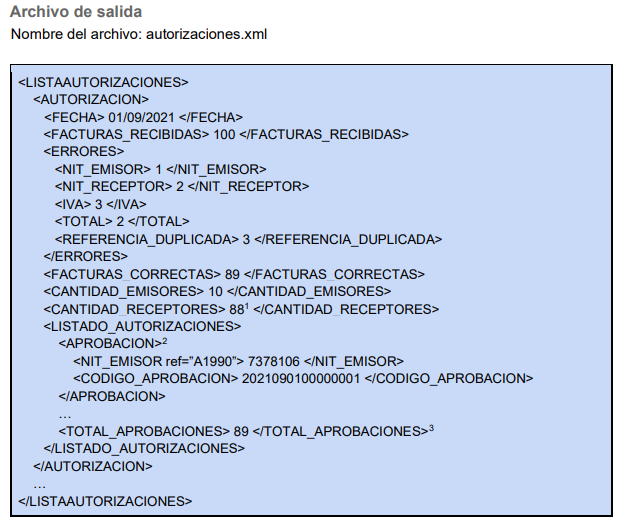 Archivo de salida
Nombre del archivo: autorizaciones.xml
<LISTAAUTORIZACIONES>
<AUTORIZACION>
<FECHA> 01/09/2021 </FECHA>
<FACTURAS_RECIBIDAS> 100 </FACTURAS_RECIBIDAS>
<ERRORES>
<NIT_EMISOR> 1 </NIT_EMISOR>
<NIT_RECEPTOR> 2 </NIT_RECEPTOR>
<IVA> 3 </IVA>
<TOTAL> 2 </TOTAL>
<REFERENCIA_DUPLICADA> 3 </REFERENCIA_DUPLICADA>
</ERRORES>
<FACTURAS_CORRECTAS> 89 </FACTURAS_CORRECTAS>
<CANTIDAD_EMISORES> 10 </CANTIDAD_EMISORES>
<CANTIDAD_RECEPTORES> 88¹ </CANTIDAD_RECEPTORES>
<LISTADO_AUTORIZACIONES>
<APROBACION>²
<NIT_EMISOR ref=”A1990”> 7378106 </NIT_EMISOR>
<CODIGO_APROBACION> 2021090100000001 </CODIGO_APROBACION>
</APROBACION>
…
<TOTAL_APROBACIONES> 89 </TOTAL_APROBACIONES>³
</LISTADO_AUTORIZACIONES>
</AUTORIZACION>
…
</LISTAAUTORIZACIONES>